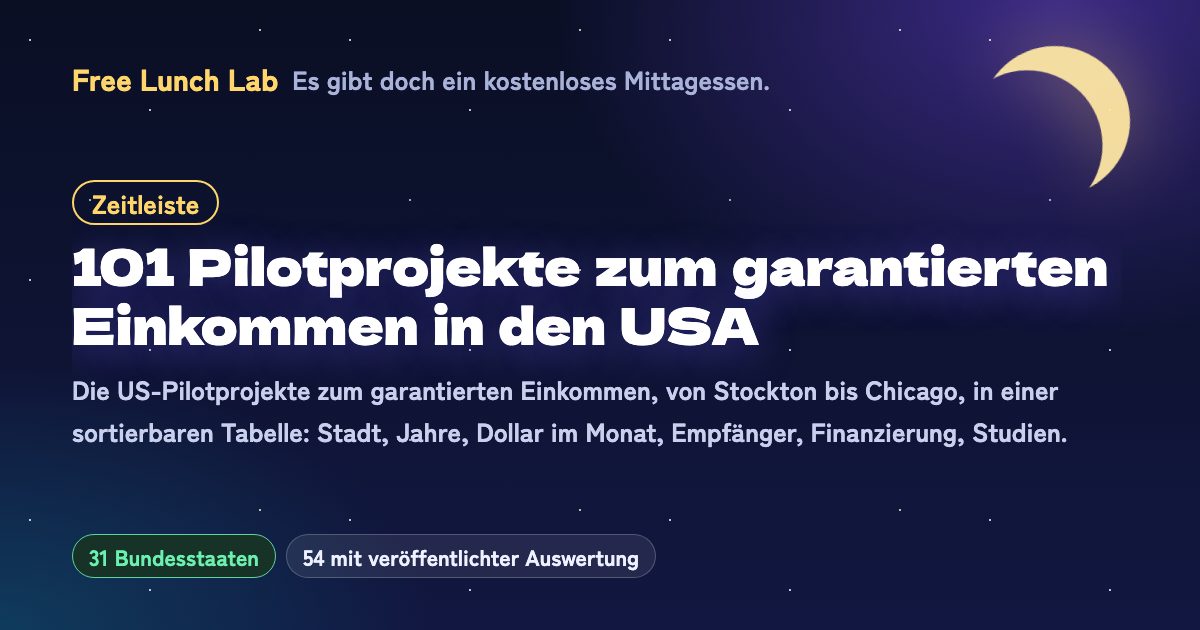 Free Lunch Lab Es gibt doch ein kostenloses Mittagessen.
Zeitleiste
101 Pilotprojekte zum garantierten
Einkommen in den USA
Die US-Pilotprojekte zum garantierten Einkommen, von Stockton bis Chicago, in einer
sortierbaren Tabelle: Stadt, Jahre, Dollar im Monat, Empfänger, Finanzierung, Studien.
31 Bundesstaaten 54 mit veröffentlichter Auswertung